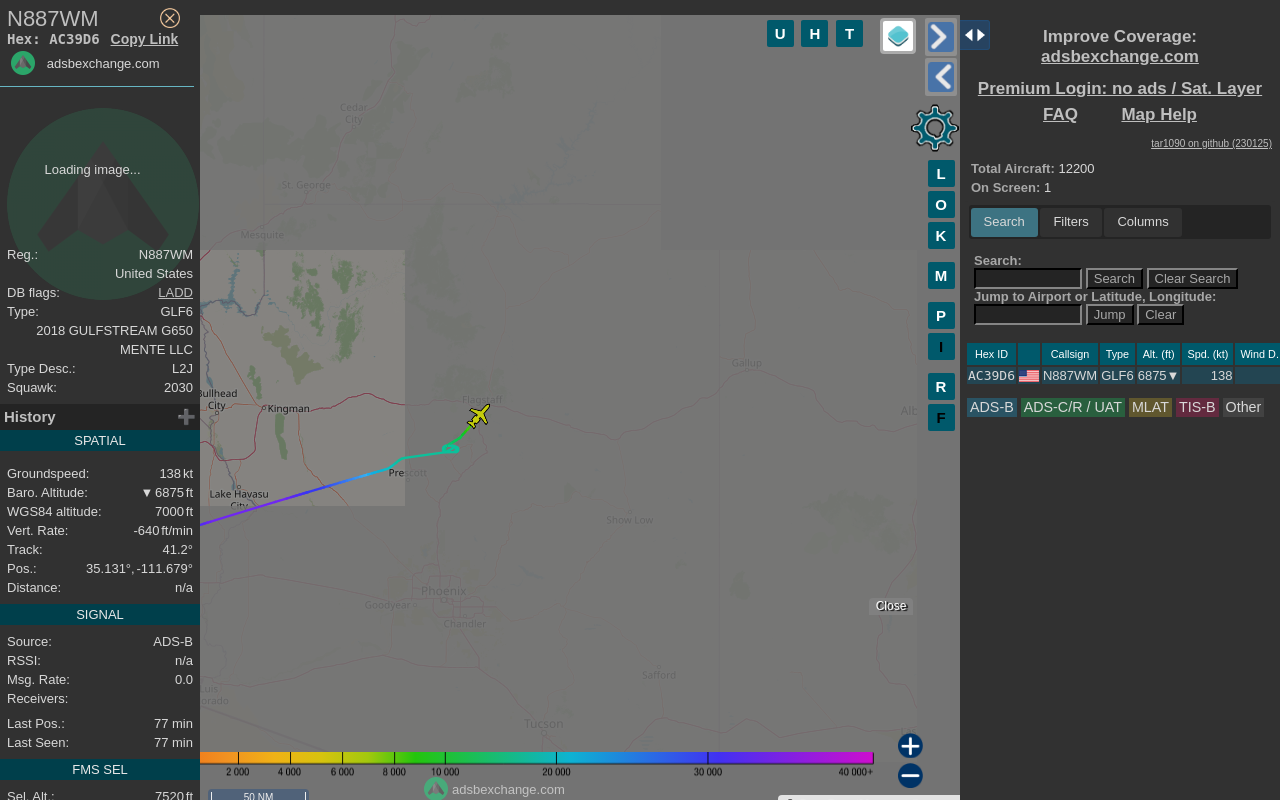 N887WM
Hex: AC39D6 Copy Link
adsbexchange.com
Loading image...
Reg.: N887WM
United States
DB flags: LADD
Type: GLF6
2018 GULFSTREAM G650
MENTE LLC
Type Desc.: L2J
Squawk: 2030
History
SPATIAL
Groundspeed: 138 kt
Baro. Altitude: ▼ 6875 ft
WGS84 altitude: 7000 ft
Vert. Rate: -640 ft/min
Track: 41.2°
Pos.: 35.131°, -111.679°
Distance: n/a
SIGNAL
Source: ADS-B
RSSI: n/a
Msg. Rate: 0.0
Receivers:
Last Pos.: 77 min
Last Seen: 77 min
FMS SEL
Sel. Alt.: 7520 ft
U H T
Cedar
City
St. George
Mesquite
Bullhead
City
Kingman
Lake Havasu
City
Prescott
Flagstaff
Gallup
Show Low
Phoenix
Goodyear
Chandler
Safford
Tucson
Luis
orado
Alb
L
O
K
M
P
I
R
F
Close
2 000 4 000 6 000 8 000 10 000 20 000 30 000 40 000+
adsbexchange.com
50 NM
Improve Coverage:
adsbexchange.com
Premium Login: no ads / Sat. Layer
FAQ Map Help
tar1090 on github (230125)
Total Aircraft: 12200
On Screen: 1
Search Filters Columns
Search:
Search Clear Search
Jump to Airport or Latitude, Longitude:
Jump Clear
Hex ID Callsign Type Alt. (ft) Spd. (kt) Wind D.
AC39D6 N887WM GLF6 6875▼ 138
ADS-B ADS-C/R / UAT MLAT TIS-B Other